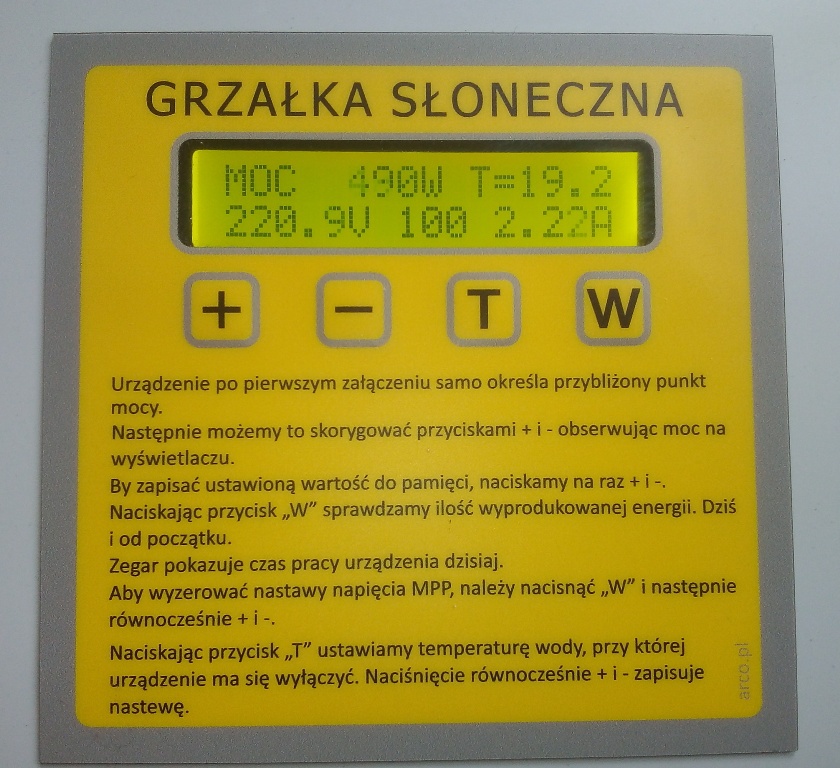 GRZAŁKA SŁONECZNA
MOC 490W T=19.2
220.9V 100 2.22A
+ − T W
Urządzenie po pierwszym załączeniu samo określa przybliżony punkt
mocy.
Następnie możemy to skorygować przyciskami + i - obserwując moc na
wyświetlaczu.
By zapisać ustawioną wartość do pamięci, naciskamy na raz + i -.
Naciskając przycisk „W” sprawdzamy ilość wyprodukowanej energii. Dziś
i od początku.
Zegar pokazuje czas pracy urządzenia dzisiaj.
Aby wyzerować nastawy napięcia MPP, należy nacisnąć „W” i następnie
równocześnie + i -.
Naciskając przycisk „T” ustawiamy temperaturę wody, przy której
urządzenie ma się wyłączyć. Naciśnięcie równocześnie + i - zapisuje
nastewę.
arco.pl